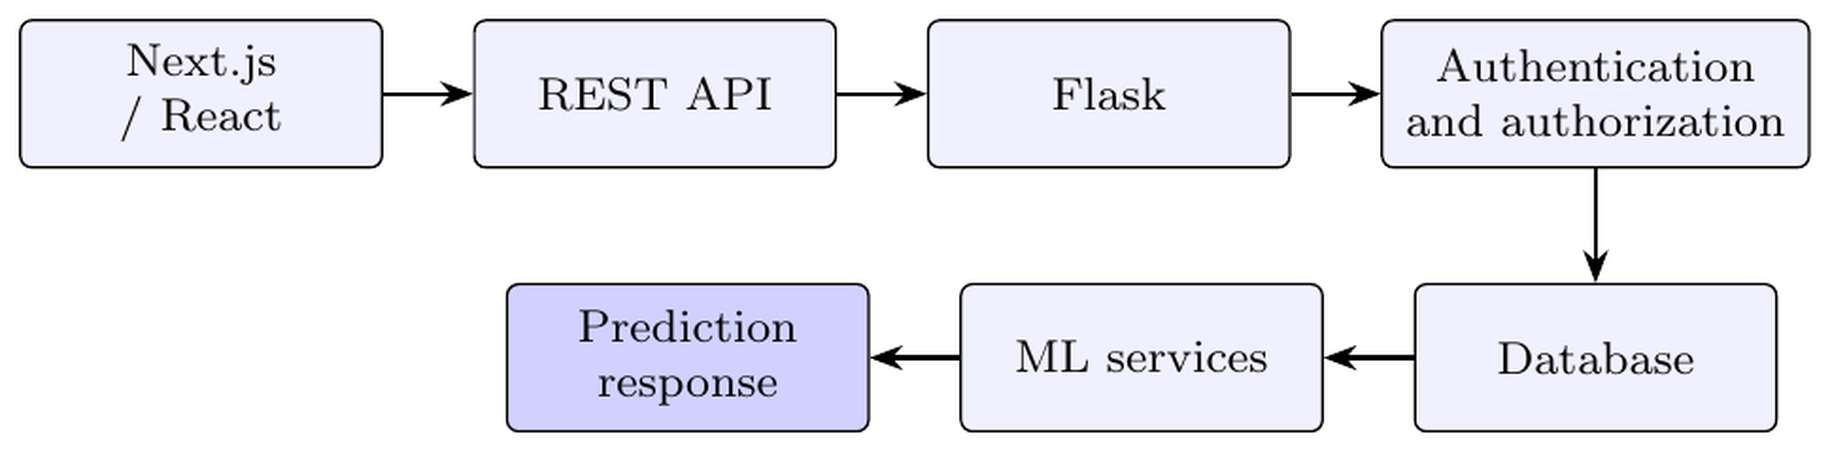 Next.js
/ React
REST API
Flask
Authentication
and authorization
Prediction
response
ML services
Database